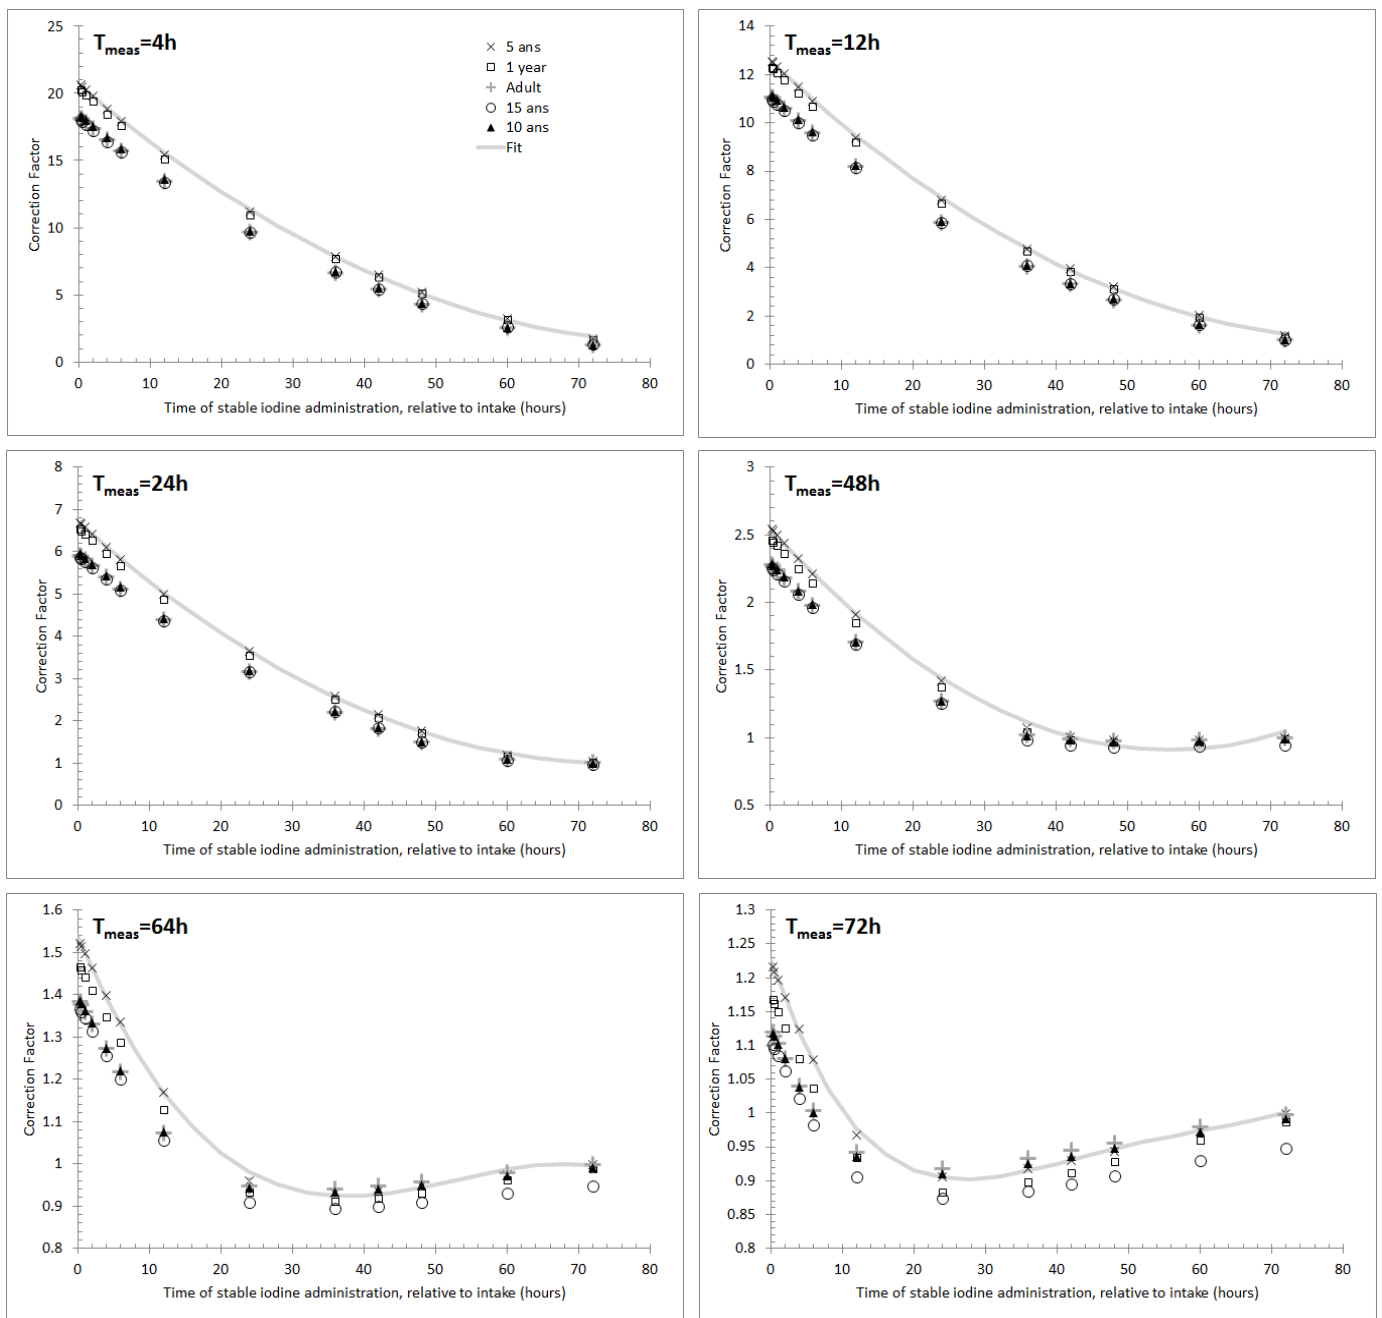 T meas=4h
25
20
15
10
5
0
Correction Factor
5 ans
1 year
Adult
15 ans
10 ans
Fit
0 10 20 30 40 50 60 70 80
Time of stable iodine administration, relative to intake (hours)
T meas=12h
14
12
10
8
6
4
2
0
Correction Factor
0 10 20 30 40 50 60 70 80
Time of stable iodine administration, relative to intake (hours)
T meas=24h
8
7
6
5
4
3
2
1
0
Correction Factor
0 10 20 30 40 50 60 70 80
Time of stable iodine administration, relative to intake (hours)
T meas=48h
3
2.5
2
1.5
1
0.5
Correction Factor
0 10 20 30 40 50 60 70 80
Time of stable iodine administration, relative to intake (hours)
T meas=64h
1.6
1.5
1.4
1.3
1.2
1.1
1
0.9
0.8
Correction Factor
0 10 20 30 40 50 60 70 80
Time of stable iodine administration, relative to intake (hours)
T meas=72h
1.3
1.25
1.2
1.15
1.1
1.05
1
0.95
0.9
0.85
0.8
Correction Factor
0 10 20 30 40 50 60 70 80
Time of stable iodine administration, relative to intake (hours)